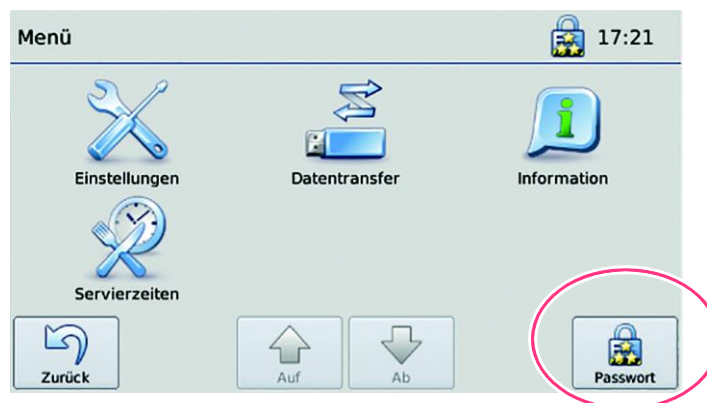 Menü
17:21
Einstellungen Datentransfer Information
Servierzeiten
Zurück Auf Ab Passwort